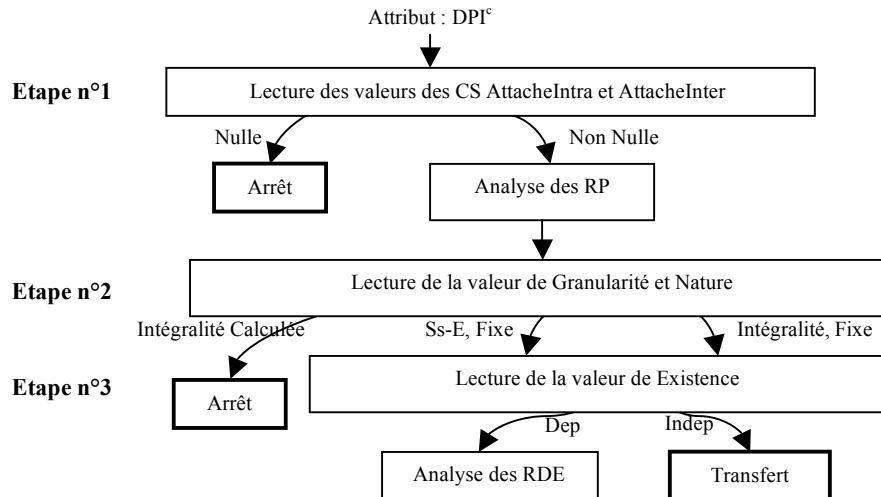 Attribut : DPIᶜ
Etape n°1
Lecture des valeurs des CS AttacheIntra et AttacheInter
Nulle
Non Nulle
Arrêt
Analyse des RP
Etape n°2
Lecture de la valeur de Granularité et Nature
Intégralité Calculée
Ss-E, Fixe
Intégralité, Fixe
Etape n°3
Lecture de la valeur de Existence
Arrêt
Dep
Indep
Analyse des RDE
Transfert